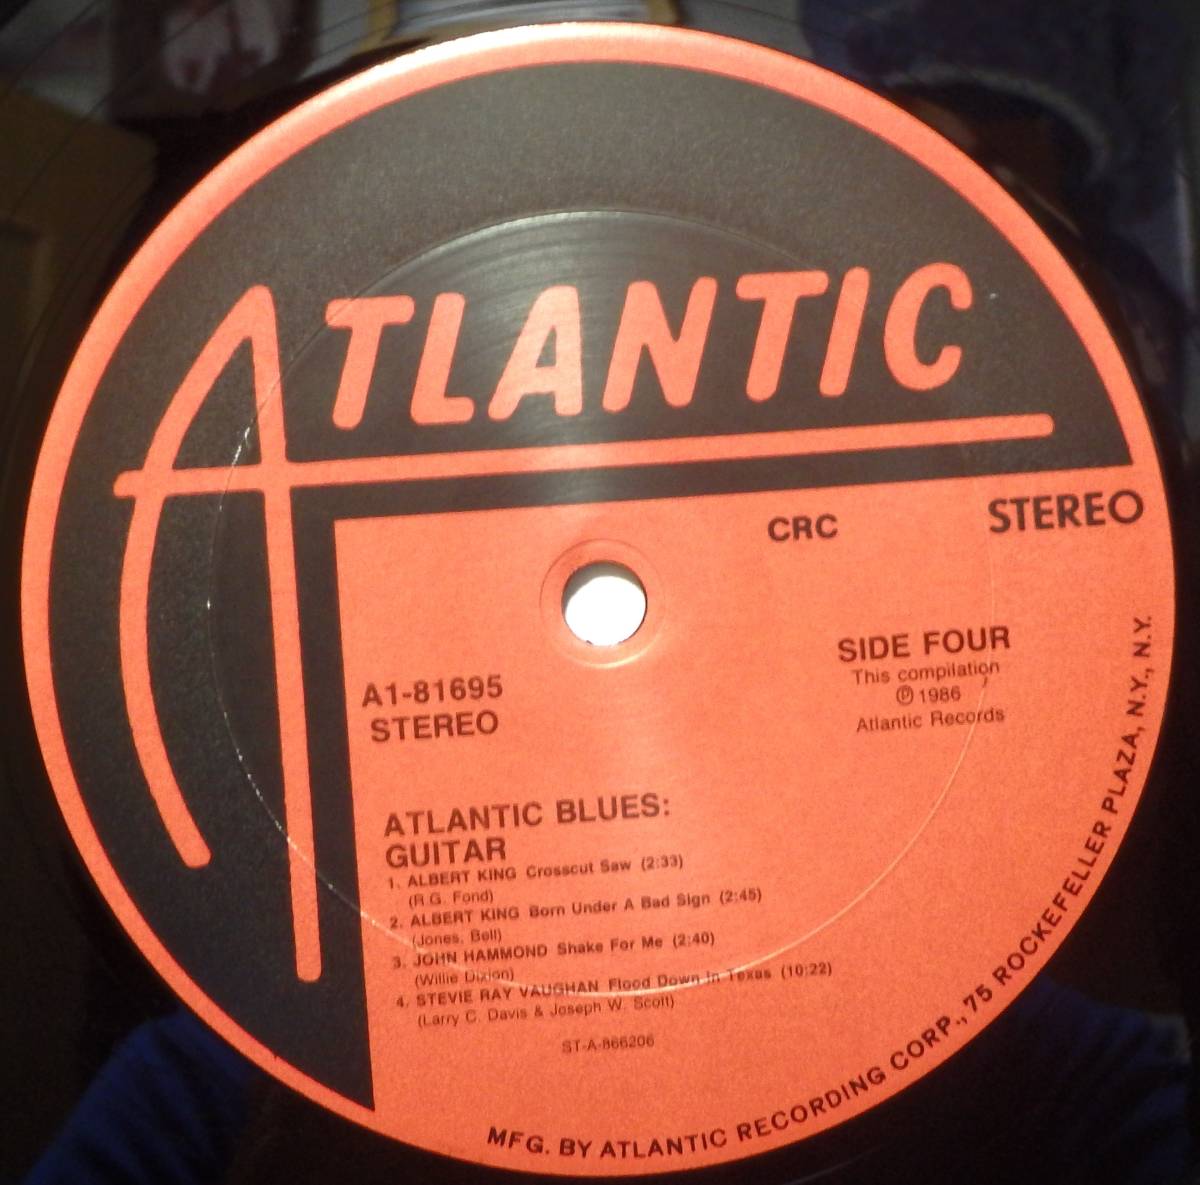 ATLANTIC
CRC
STEREO
SIDE FOUR
This compilation
℗ 1986
Atlantic Records
A1-81695
STEREO
ATLANTIC BLUES:
GUITAR
1. ALBERT KING Crosscut Saw (2:33)
(R.G. Fond)
2. ALBERT KING Born Under A Bad Sign (2:45)
(Jones, Bell)
3. JOHN HAMMOND Shake For Me (2:40)
(Willie Dixion)
4. STEVIE RAY VAUGHAN Flood Down in Texas (10:22)
(Larry C. Davis & Joseph W. Scott)
ST-A-866206
MFG. BY ATLANTIC RECORDING CORP., 75 ROCKEFELLER PLAZA, N.Y., N.Y.